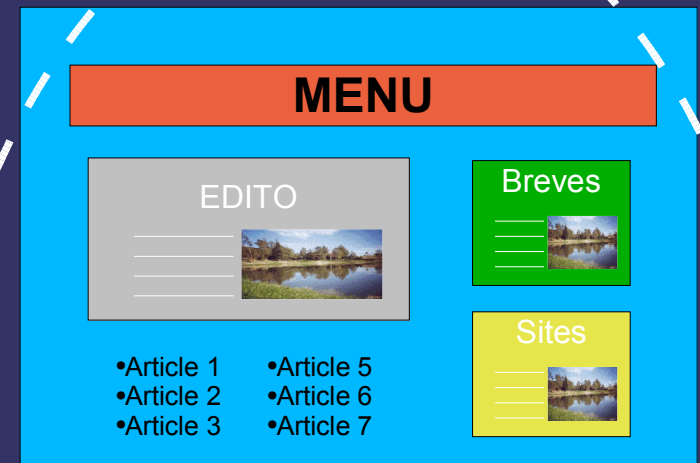 MENU
EDITO
Breves
Sites
•Article 1
•Article 2
•Article 3
•Article 5
•Article 6
•Article 7